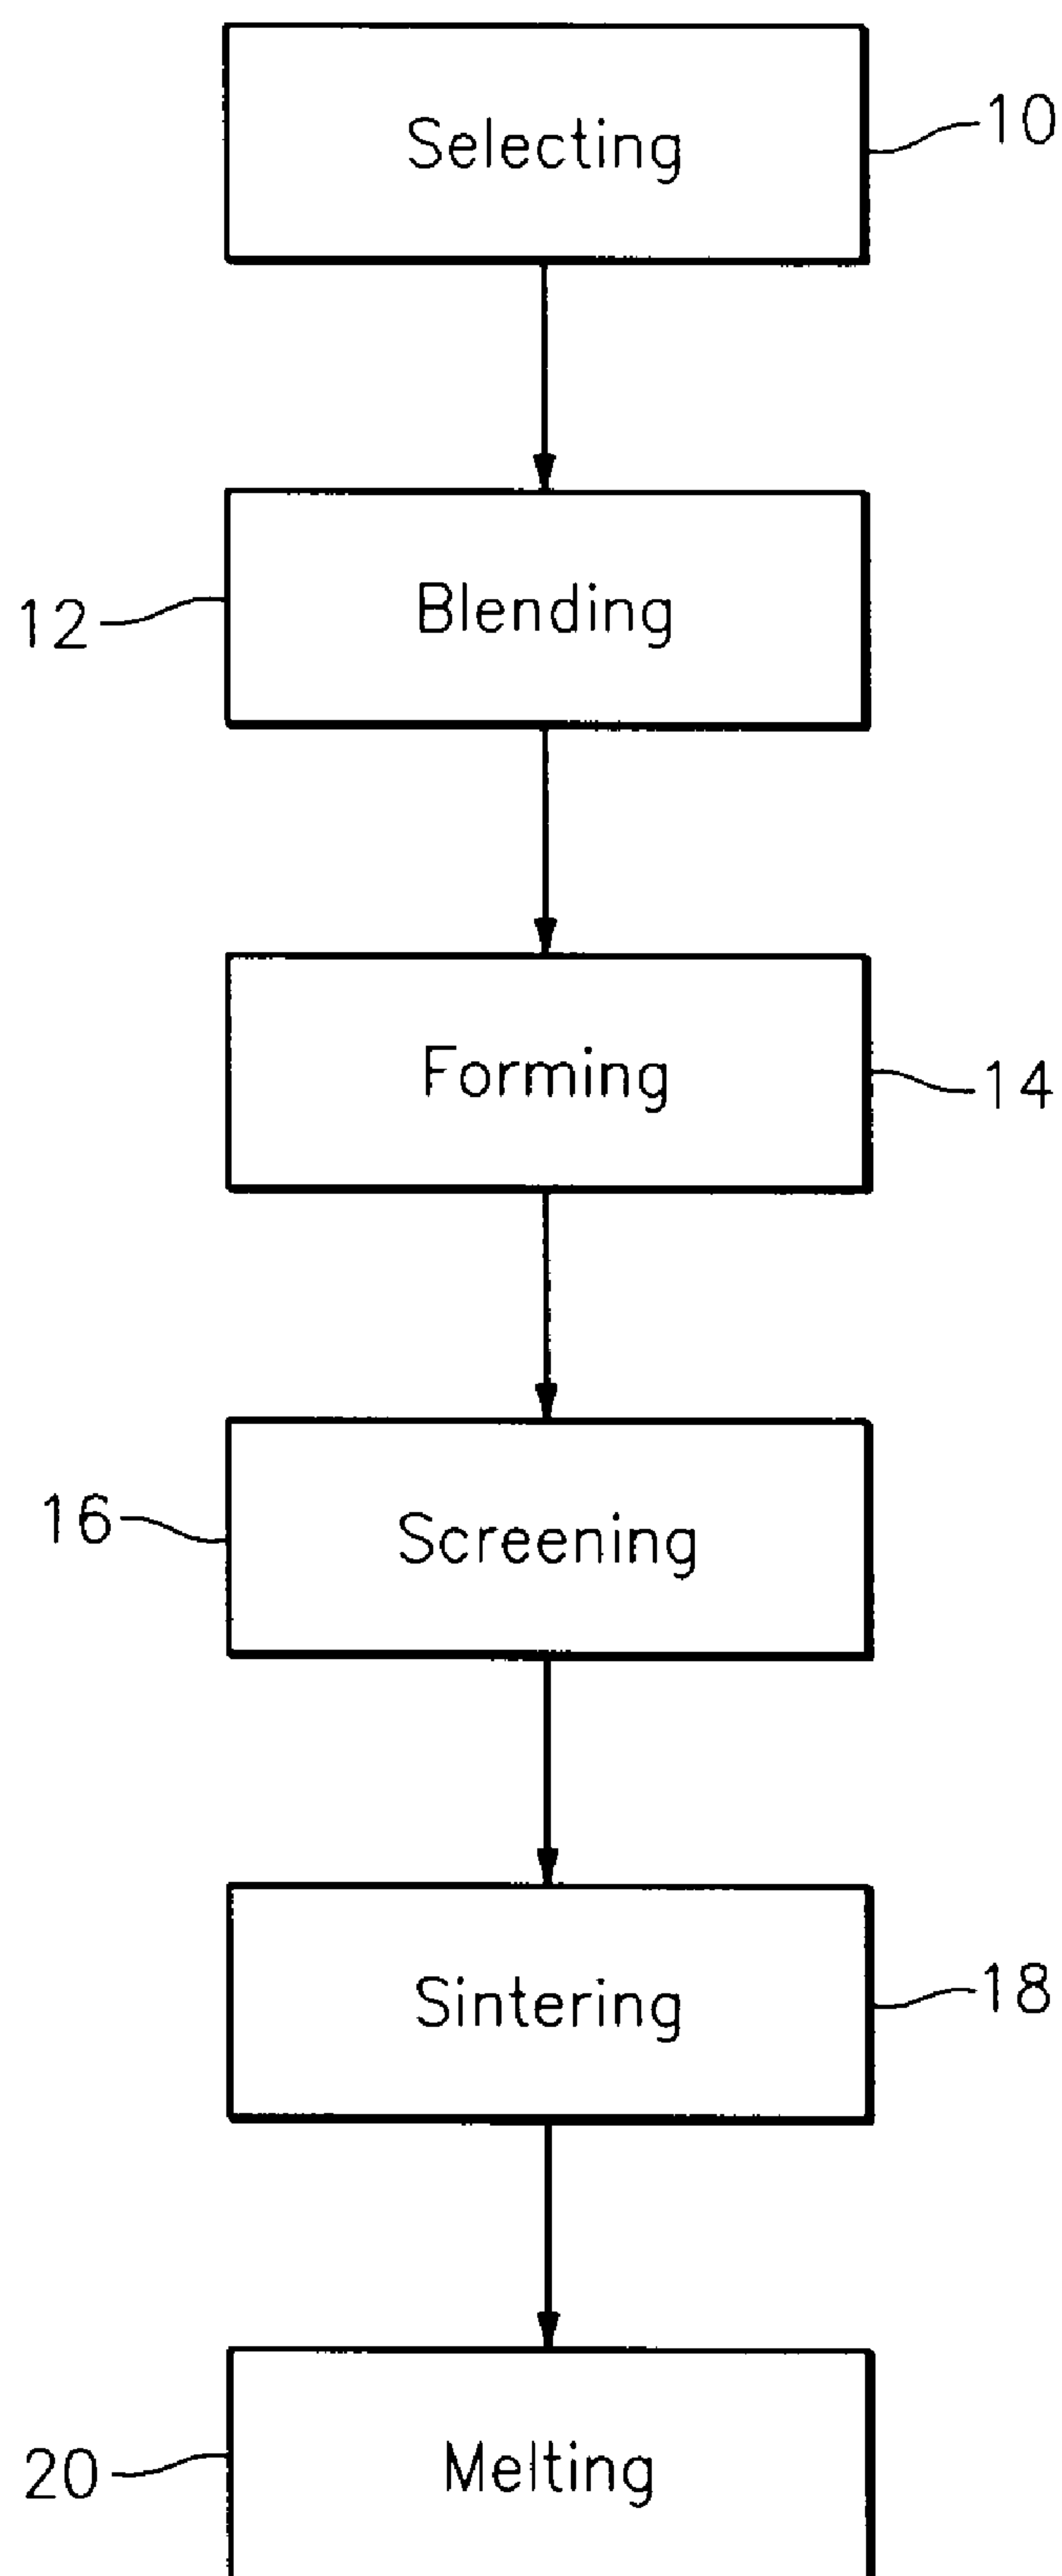 Selecting
10
Blending
12
Forming
14
Screening
16
Sintering
18
Melting
20